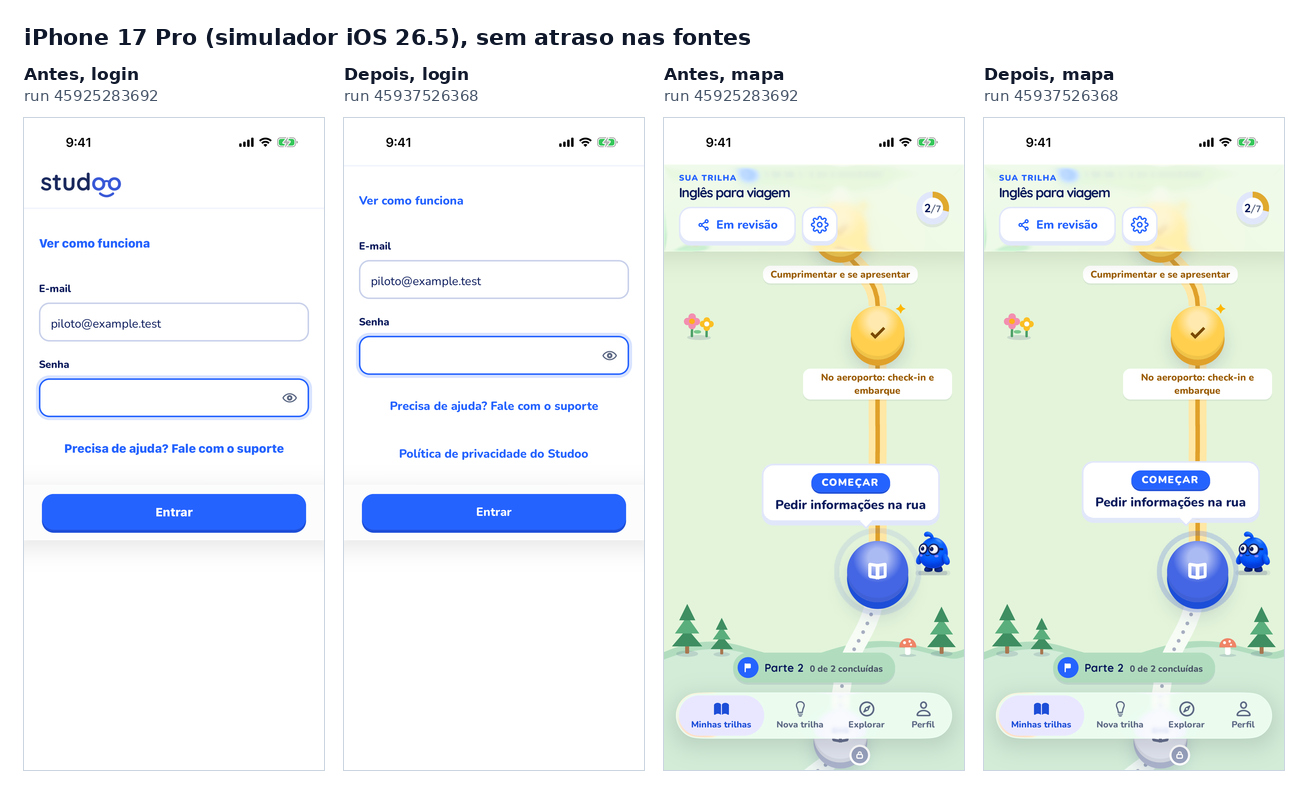 iPhone 17 Pro (simulador iOS 26.5), sem atraso nas fontes
Antes, login
run 45925283692
9:41
studoo
Ver como funciona
E-mail
piloto@example.test
Senha
Precisa de ajuda? Fale com o suporte
Entrar
Depois, login
run 45937526368
9:41
Ver como funciona
E-mail
piloto@example.test
Senha
Precisa de ajuda? Fale com o suporte
Política de privacidade do Studoo
Entrar
Antes, mapa
run 45925283692
9:41
SUA TRILHA
Inglês para viagem
Em revisão
2/7
Cumprimentar e se apresentar
No aeroporto: check-in e
embarque
COMEÇAR
Pedir informações na rua
Parte 2 0 de 2 concluídas
Minhas trilhas
Nova trilha
Explorar
Perfil
Depois, mapa
run 45937526368
9:41
SUA TRILHA
Inglês para viagem
Em revisão
2/7
Cumprimentar e se apresentar
No aeroporto: check-in e
embarque
COMEÇAR
Pedir informações na rua
Parte 2 0 de 2 concluídas
Minhas trilhas
Nova trilha
Explorar
Perfil